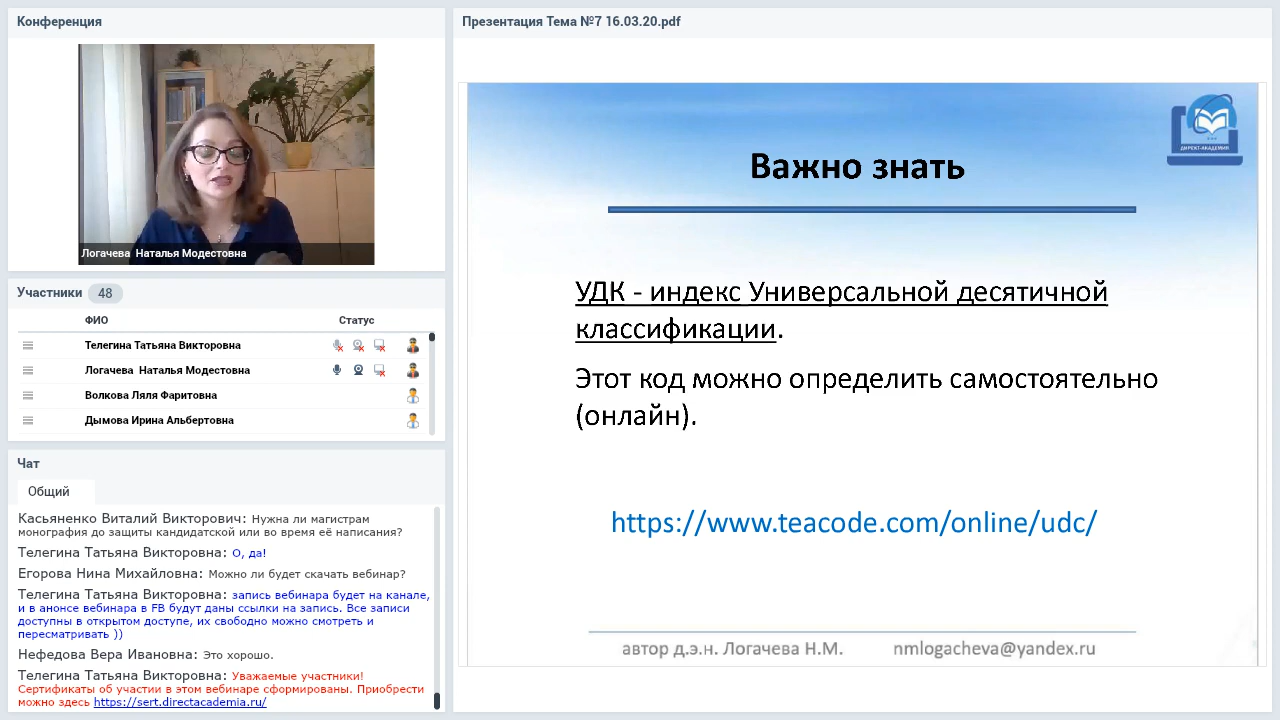 Конференция
Логачева  Наталья Модестовна
Участники 48
ФИО Статус
Телегина Татьяна Викторовна
Логачева  Наталья Модестовна
Волкова Ляля Фаритовна
Дымова Ирина Альбертовна
Чат
Общий
Касьяненко Виталий Викторович: Нужна ли магистрам
монография до защиты кандидатской или во время её написания?
Телегина Татьяна Викторовна: О, да!
Егорова Нина Михайловна: Можно ли будет скачать вебинар?
Телегина Татьяна Викторовна: запись вебинара будет на канале,
и в анонсе вебинара в FB будут даны ссылки на запись. Все записи
доступны в открытом доступе, их свободно можно смотреть и
пересматривать ))
Нефедова Вера Ивановна: Это хорошо.
Телегина Татьяна Викторовна: Уважаемые участники!
Сертификаты об участии в этом вебинаре сформированы. Приобрести
можно здесь https://sert.directacademia.ru/
Презентация Тема №7 16.03.20.pdf
ДИРЕКТ-АКАДЕМИЯ
Важно знать
УДК - индекс Универсальной десятичной
классификации.
Этот код можно определить самостоятельно
(онлайн).
https://www.teacode.com/online/udc/
автор д.э.н. Логачева Н.М. nmlogacheva@yandex.ru